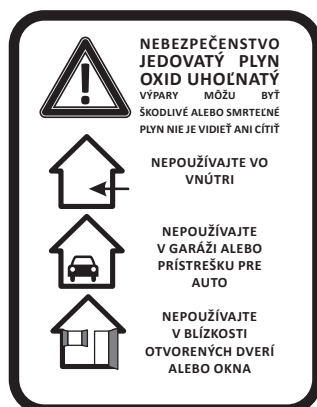 NEBEZPEČENSTVO
JEDOVATÝ PLYN
OXID UHOĽNATÝ
VÝPARY MÔŽU BYŤ
ŠKODLIVÉ ALEBO SMRTEĽNÉ
PLYN NIE JE VIDIEŤ ANI CÍTIŤ
NEPOUŽÍVAJTE VO
VNÚTRI
NEPOUŽÍVAJTE
V GARÁŽI ALEBO
PRÍSTREŠKU PRE
AUTO
NEPOUŽÍVAJTE
V BLÍZKOSTI
OTVORENÝCH DVERÍ
ALEBO OKNA